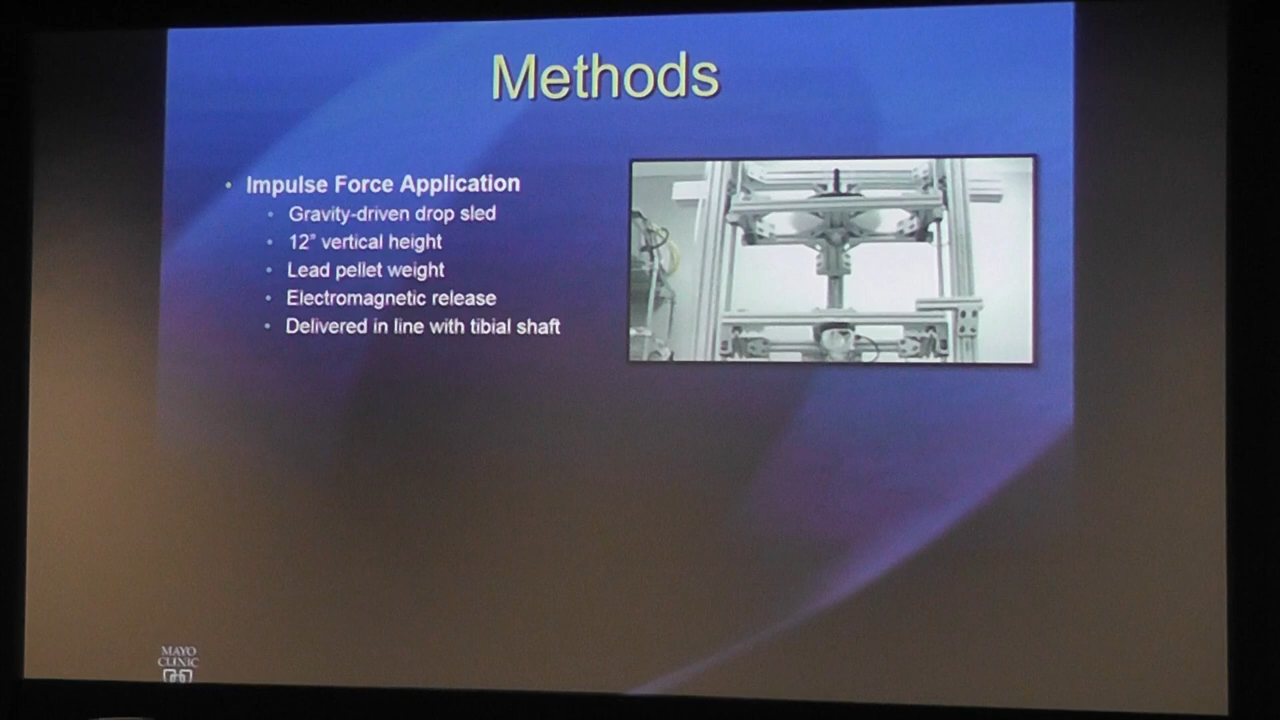 Methods
Impulse Force Application
Gravity-driven drop sled
12" vertical height
Lead pellet weight
Electromagnetic release
Delivered in line with tibial shaft
MAYO
CLINIC